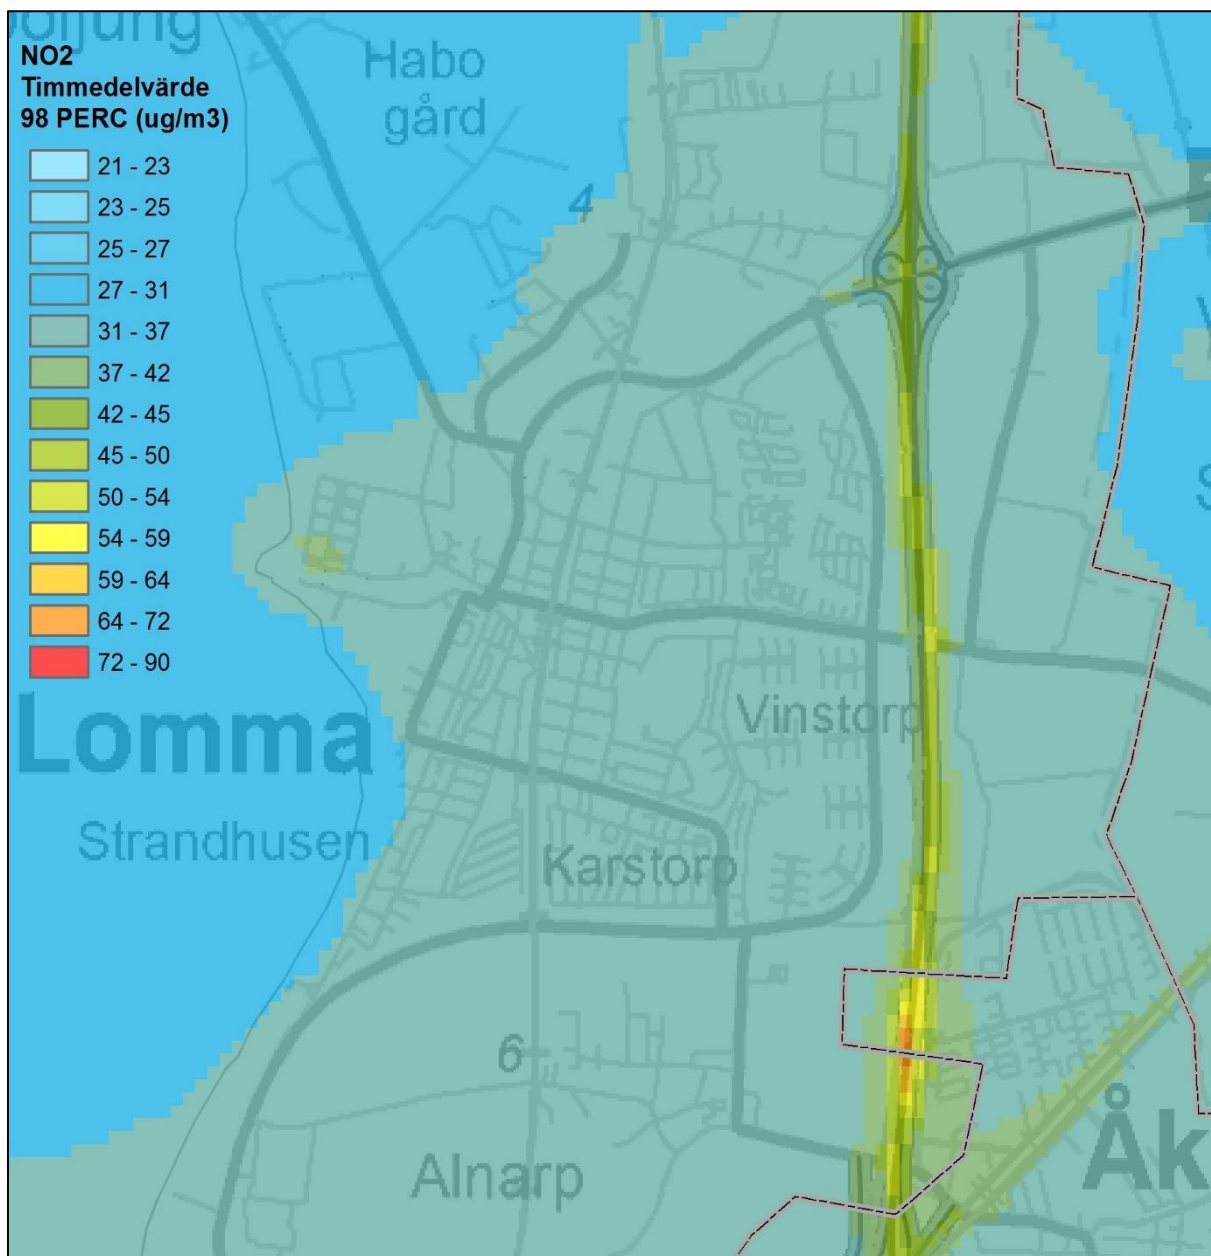 NO2
Timmedelvärde
98 PERC (ug/m3)
21 - 23
23 - 25
25 - 27
27 - 31
31 - 37
37 - 42
42 - 45
45 - 50
50 - 54
54 - 59
59 - 64
64 - 72
72 - 90
Habo
gård
4
Lomma
Strandhusen
Vinstorp
Karstorp
6
Alnarp
Åk